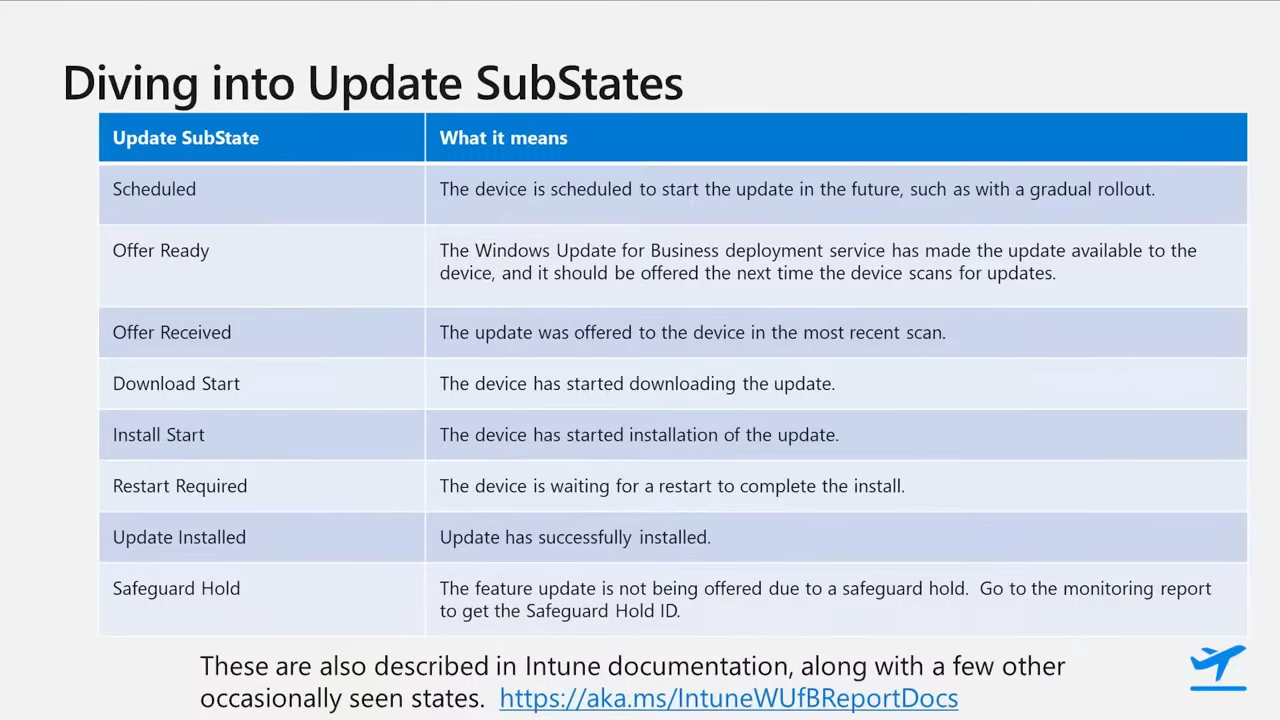 Diving into Update SubStates
Update SubState
What it means
Scheduled
The device is scheduled to start the update in the future, such as with a gradual rollout.
Offer Ready
The Windows Update for Business deployment service has made the update available to the
device, and it should be offered the next time the device scans for updates.
Offer Received
The update was offered to the device in the most recent scan.
Download Start
The device has started downloading the update.
Install Start
The device has started installation of the update.
Restart Required
The device is waiting for a restart to complete the install.
Update Installed
Update has successfully installed.
Safeguard Hold
The feature update is not being offered due to a safeguard hold.  Go to the monitoring report
to get the Safeguard Hold ID.
These are also described in Intune documentation, along with a few other
occasionally seen states.  https://aka.ms/IntuneWUfBReportDocs